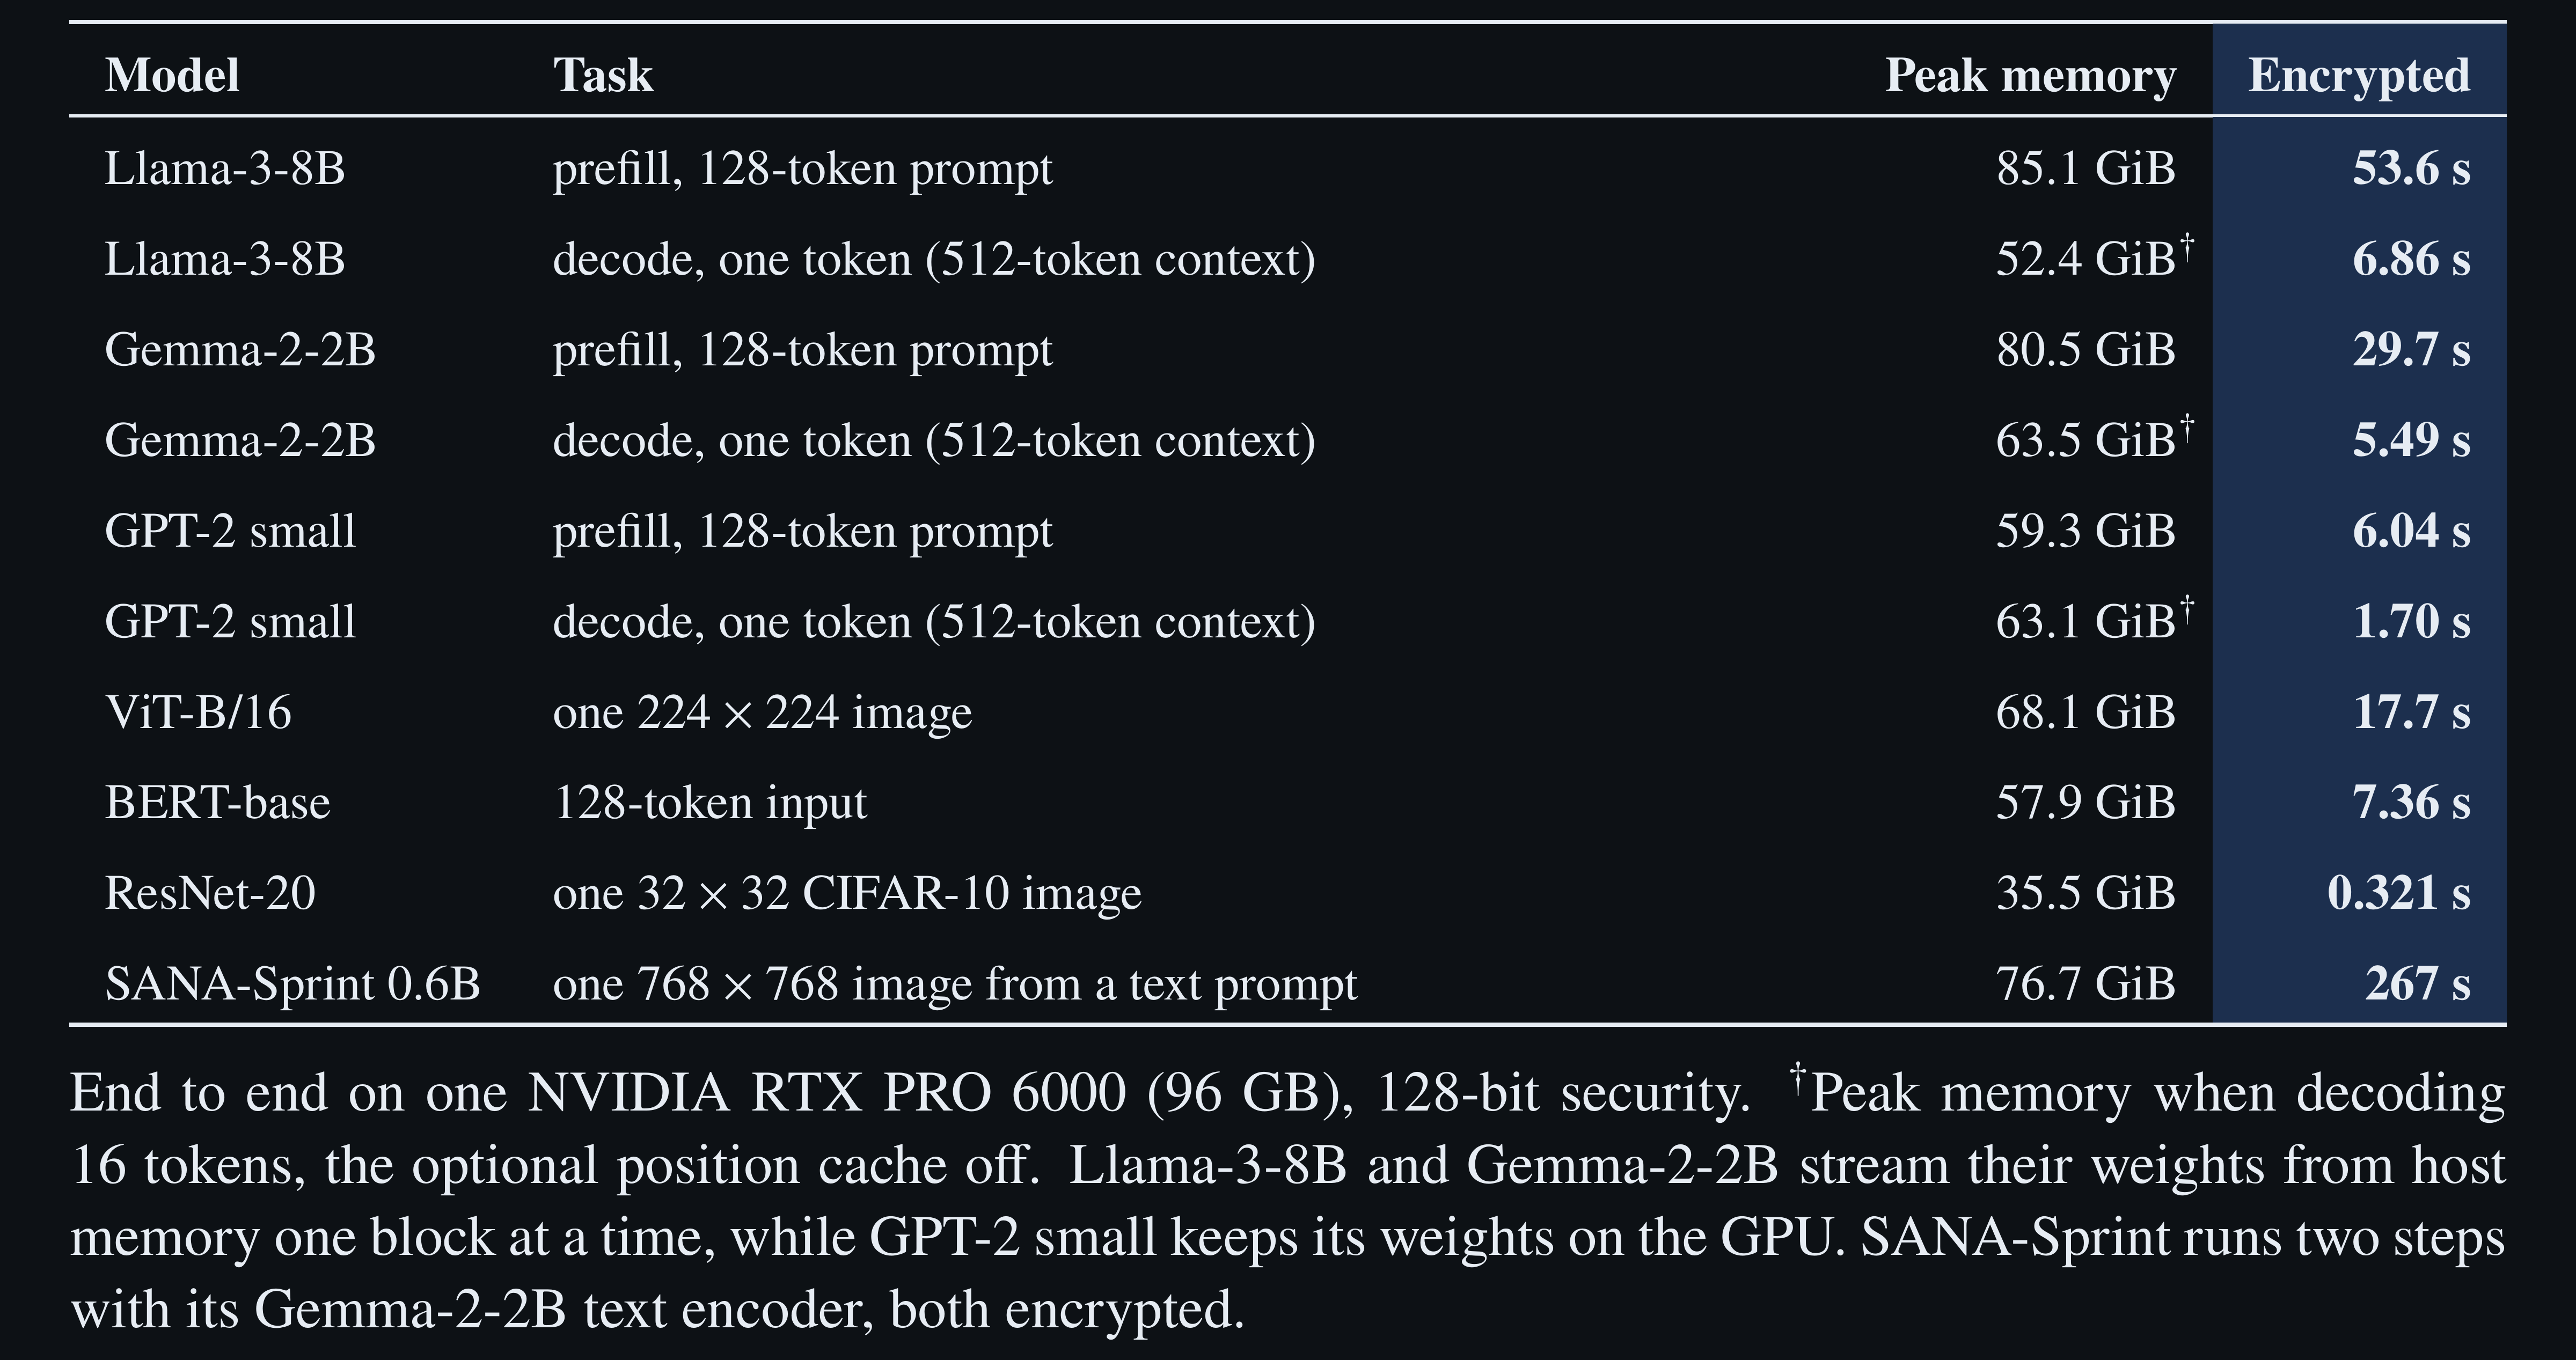 Model Task Peak memory Encrypted
Llama-3-8B prefill, 128-token prompt 85.1 GiB 53.6 s
Llama-3-8B decode, one token (512-token context) 52.4 GiB† 6.86 s
Gemma-2-2B prefill, 128-token prompt 80.5 GiB 29.7 s
Gemma-2-2B decode, one token (512-token context) 63.5 GiB† 5.49 s
GPT-2 small prefill, 128-token prompt 59.3 GiB 6.04 s
GPT-2 small decode, one token (512-token context) 63.1 GiB† 1.70 s
ViT-B/16 one 224 × 224 image 68.1 GiB 17.7 s
BERT-base 128-token input 57.9 GiB 7.36 s
ResNet-20 one 32 × 32 CIFAR-10 image 35.5 GiB 0.321 s
SANA-Sprint 0.6B one 768 × 768 image from a text prompt 76.7 GiB 267 s
End to end on one NVIDIA RTX PRO 6000 (96 GB), 128-bit security. †Peak memory when decoding
16 tokens, the optional position cache off. Llama-3-8B and Gemma-2-2B stream their weights from host
memory one block at a time, while GPT-2 small keeps its weights on the GPU. SANA-Sprint runs two steps
with its Gemma-2-2B text encoder, both encrypted.